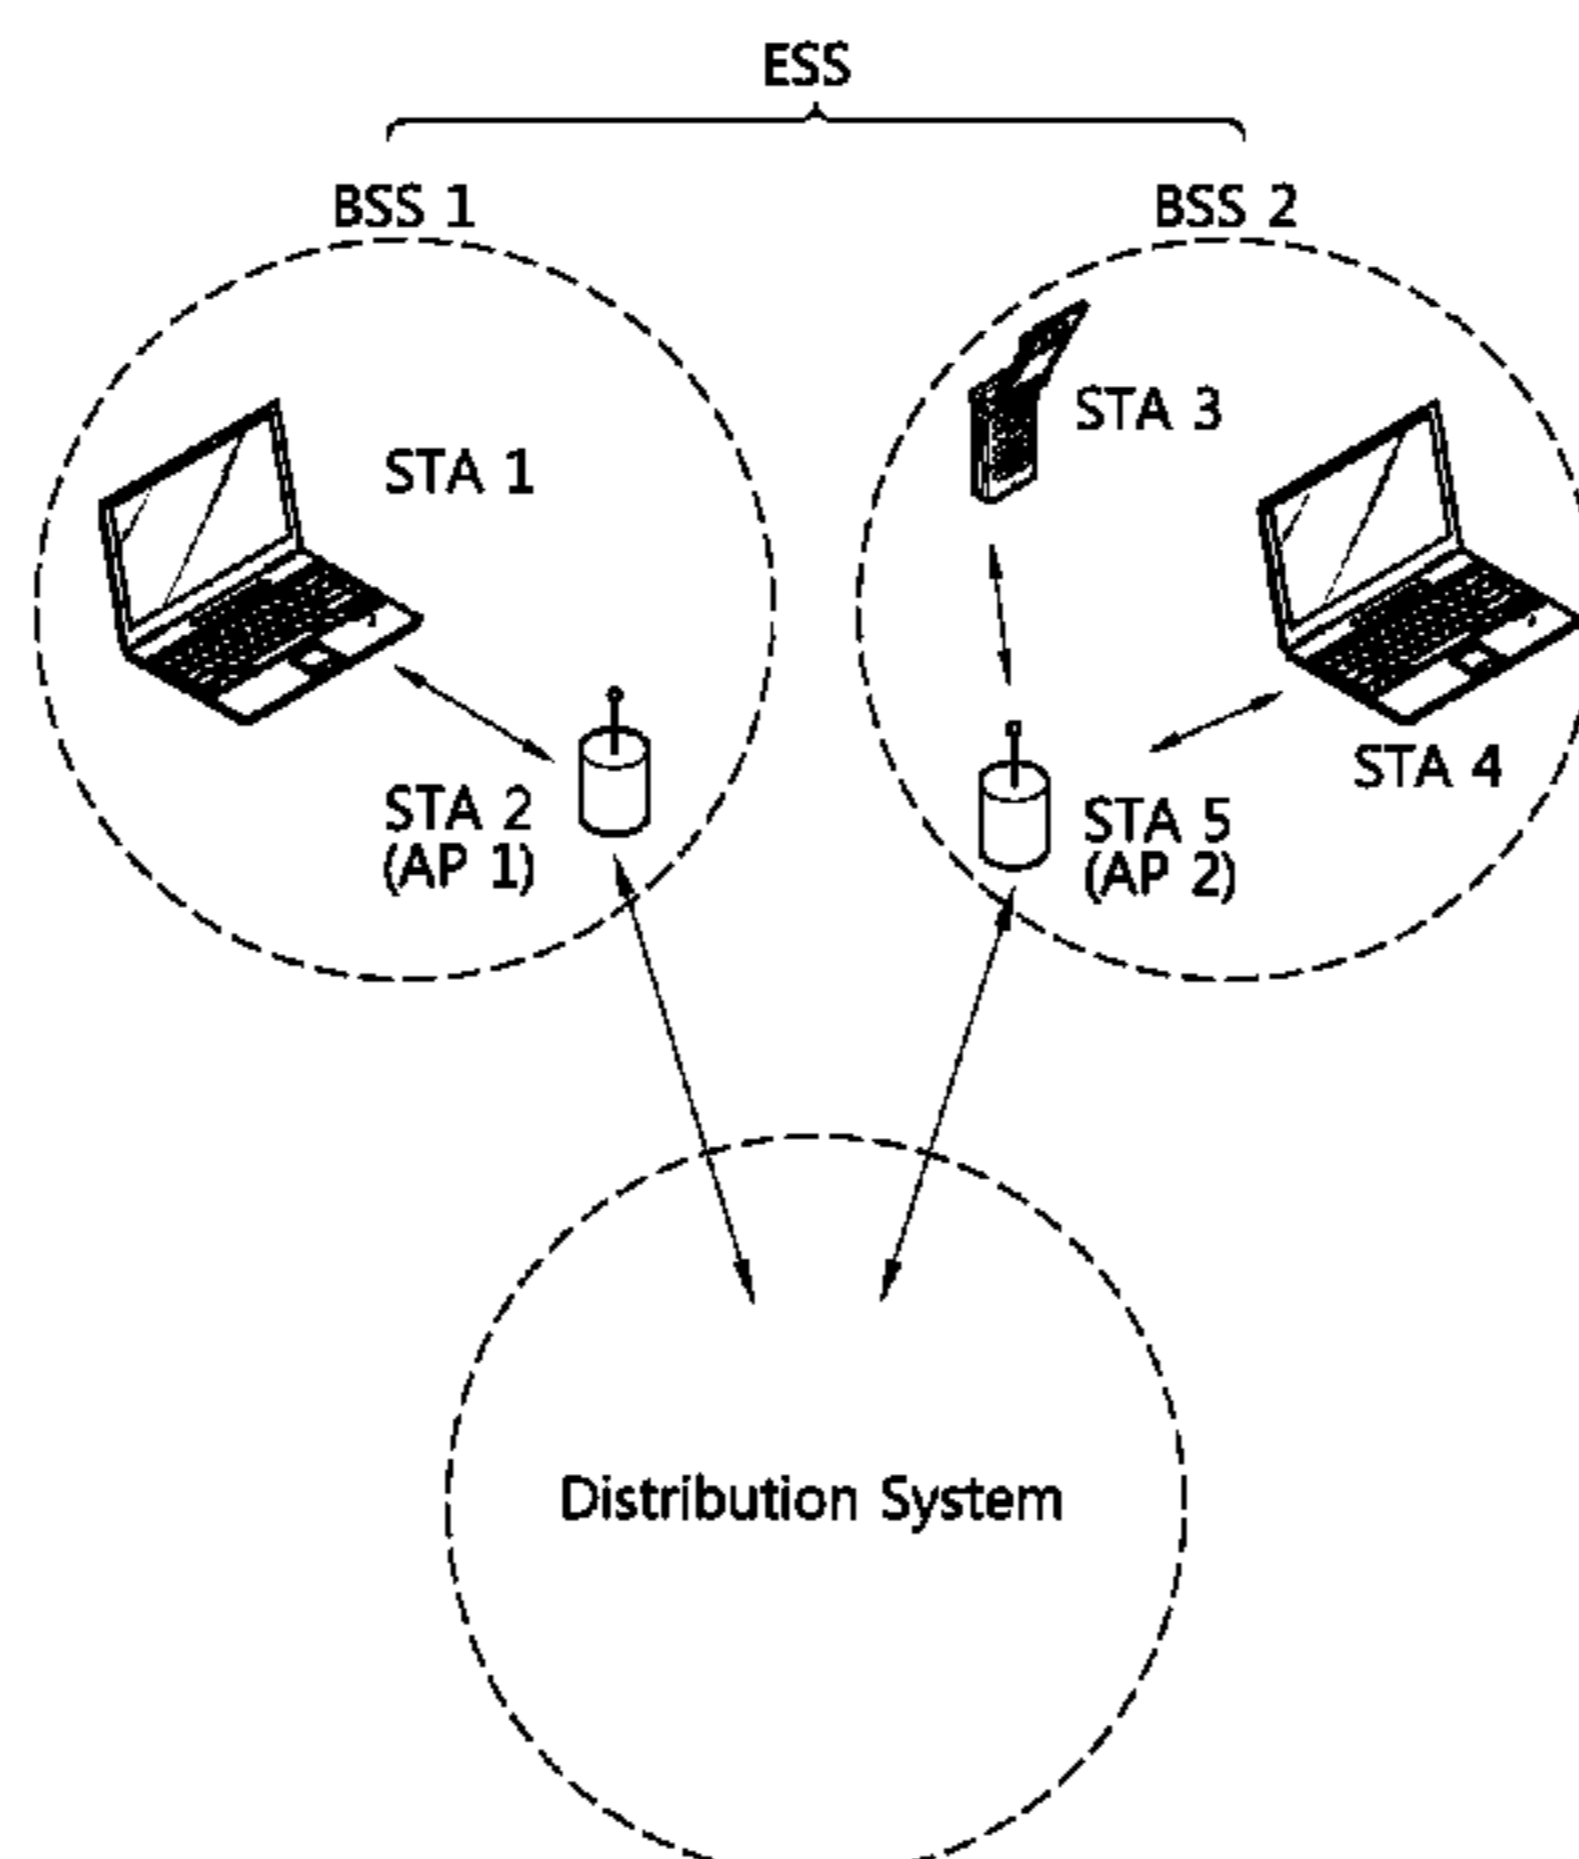 ESS
BSS 1
BSS 2
STA 1
STA 3
STA 4
STA 2
(AP 1)
STA 5
(AP 2)
Distribution System